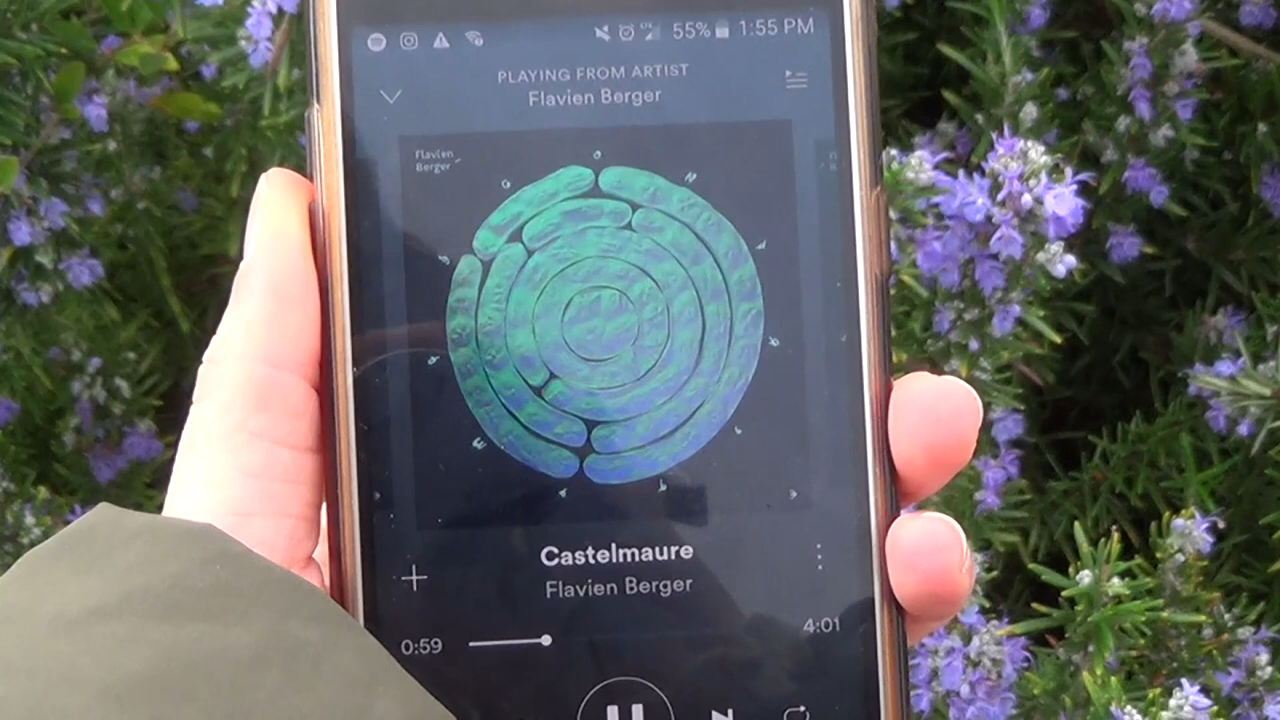 55% 1:55 PM
PLAYING FROM ARTIST
Flavien Berger
Flavien
Berger
Castelmaure
Flavien Berger
0:59
4:01